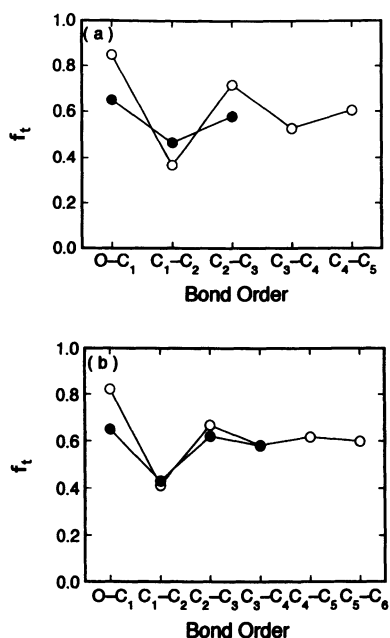 1.0
(a)
0.8
0.6
f_t
0.4
0.2
0.0
O–C₁ C₁–C₂ C₂–C₃ C₃–C₄ C₄–C₅
Bond Order
1.0
(b)
0.8
0.6
f_t
0.4
0.2
0.0
O–C₁ C₁–C₂ C₂–C₃ C₃–C₄ C₄–C₅ C₅–C₆
Bond Order